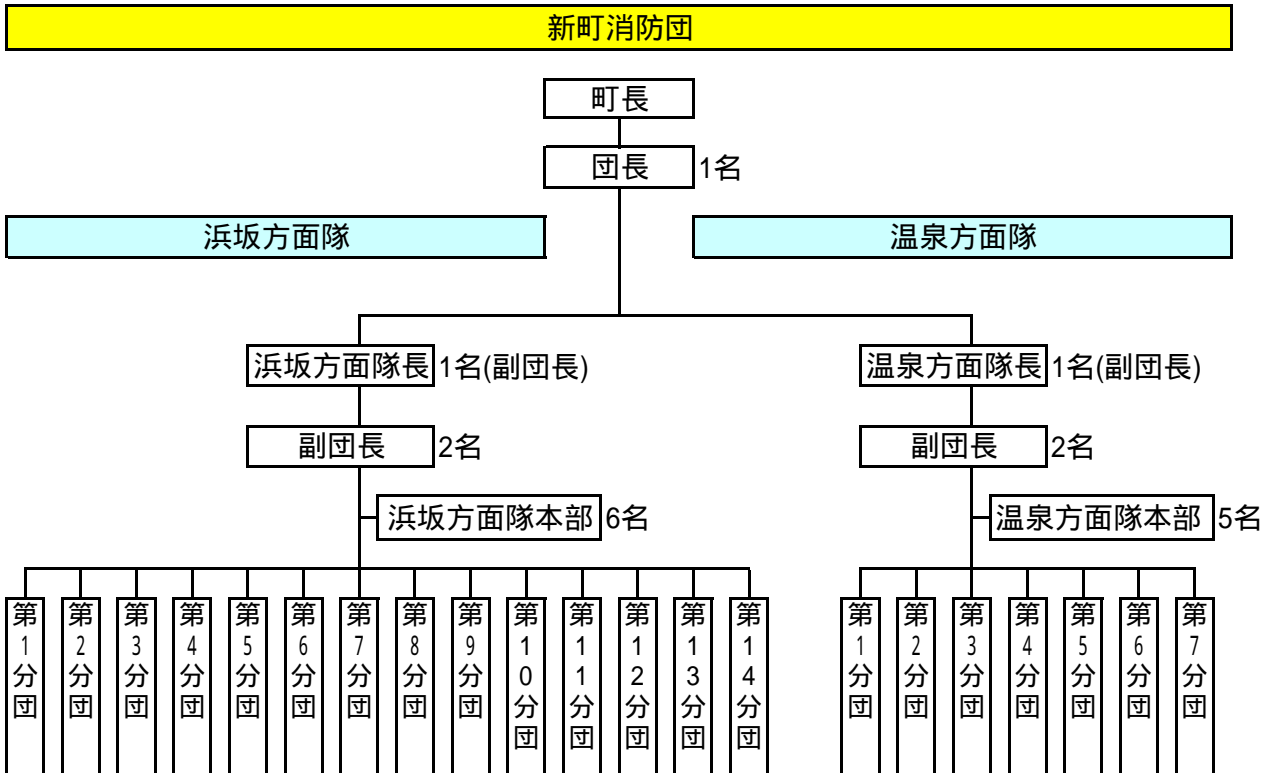 新町消防団
町長
団長 1名
浜坂方面隊 温泉方面隊
浜坂方面隊長 1名(副団長) 温泉方面隊長 1名(副団長)
副団長 2名 副団長 2名
浜坂方面隊本部 6名 温泉方面隊本部 5名
第1分団
第2分団
第3分団
第4分団
第5分団
第6分団
第7分団
第8分団
第9分団
第10分団
第11分団
第12分団
第13分団
第14分団
第1分団
第2分団
第3分団
第4分団
第5分団
第6分団
第7分団